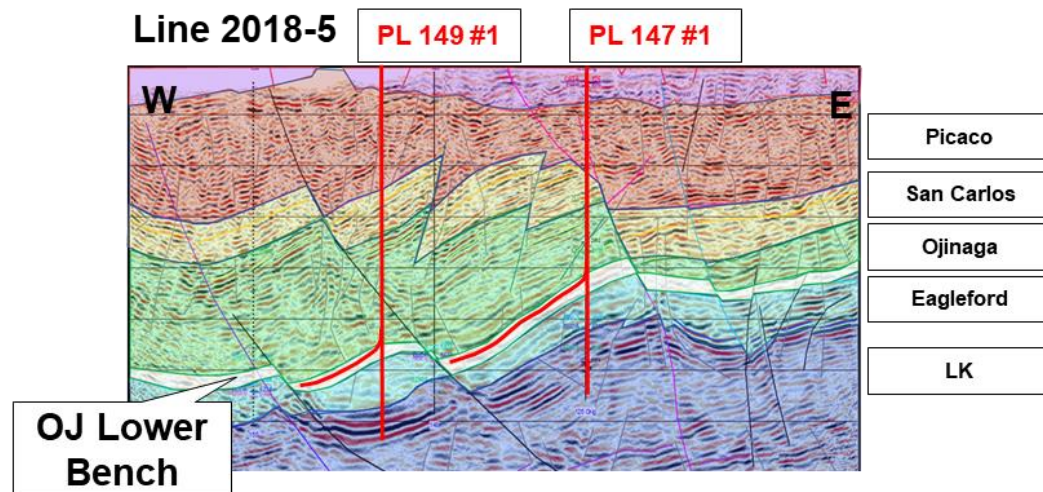 Line 2018-5
PL 149 #1
PL 147 #1
W
E
Picaco
San Carlos
Ojinaga
Eagleford
LK
OJ Lower
Bench